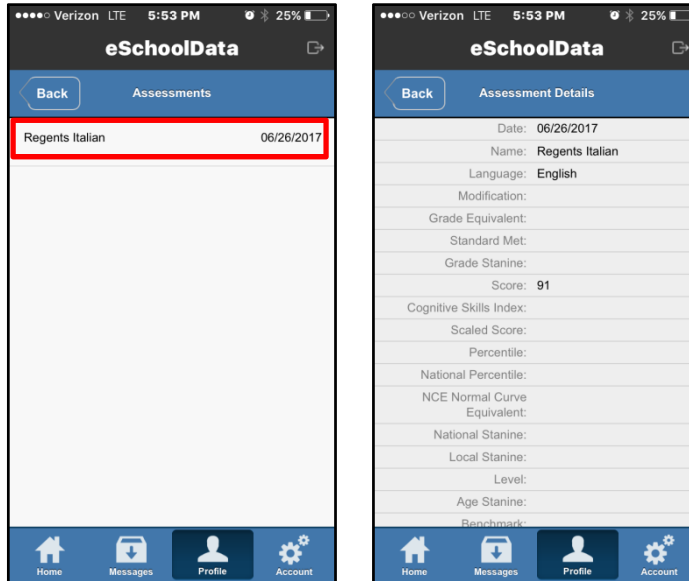 Verizon LTE 5:53 PM 25%
eSchoolData
Back Assessments
Regents Italian 06/26/2017
Home Messages Profile Account
Verizon LTE 5:53 PM 25%
eSchoolData
Back Assessment Details
Date: 06/26/2017
Name: Regents Italian
Language: English
Modification:
Grade Equivalent:
Standard Met:
Grade Stanine:
Score: 91
Cognitive Skills Index:
Scaled Score:
Percentile:
National Percentile:
NCE Normal Curve
Equivalent:
National Stanine:
Local Stanine:
Level:
Age Stanine:
Benchmark:
Home Messages Profile Account